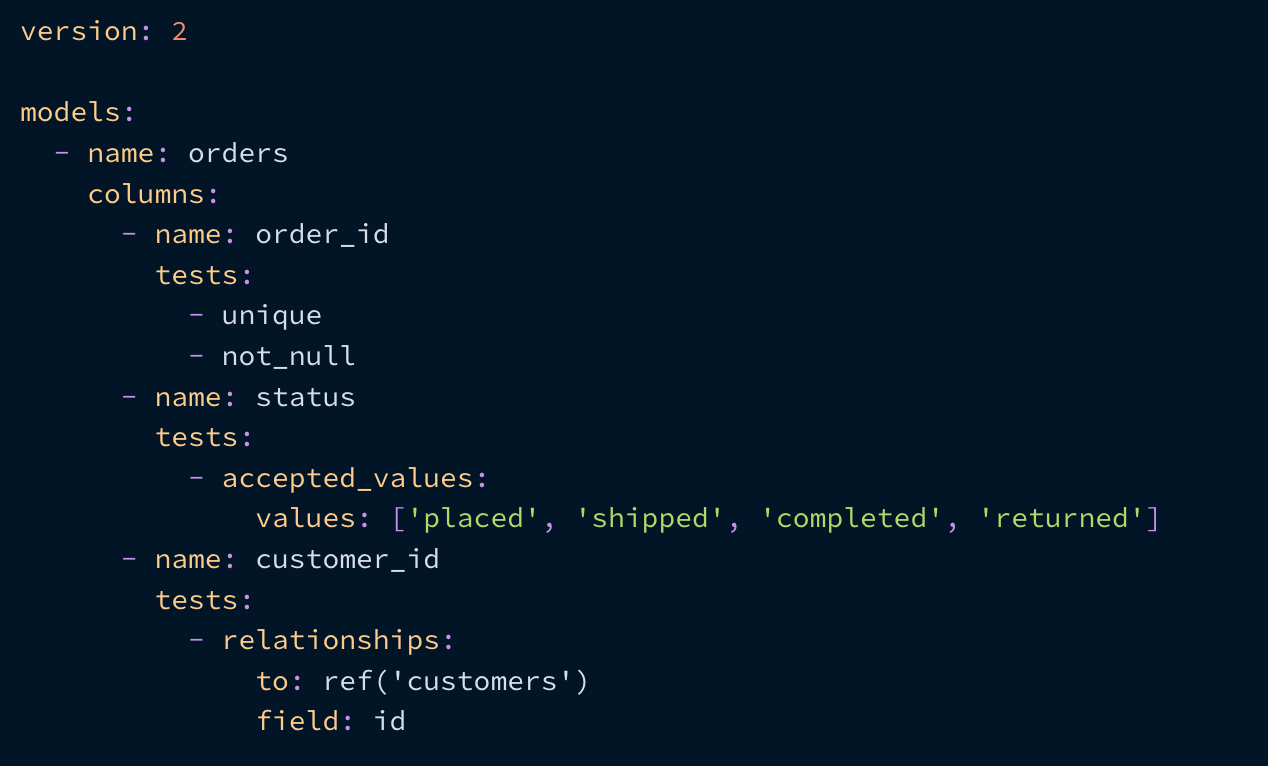 version: 2
models:
  - name: orders
    columns:
      - name: order_id
        tests:
          - unique
          - not_null
      - name: status
        tests:
          - accepted_values:
              values: ['placed', 'shipped', 'completed', 'returned']
      - name: customer_id
        tests:
          - relationships:
              to: ref('customers')
              field: id